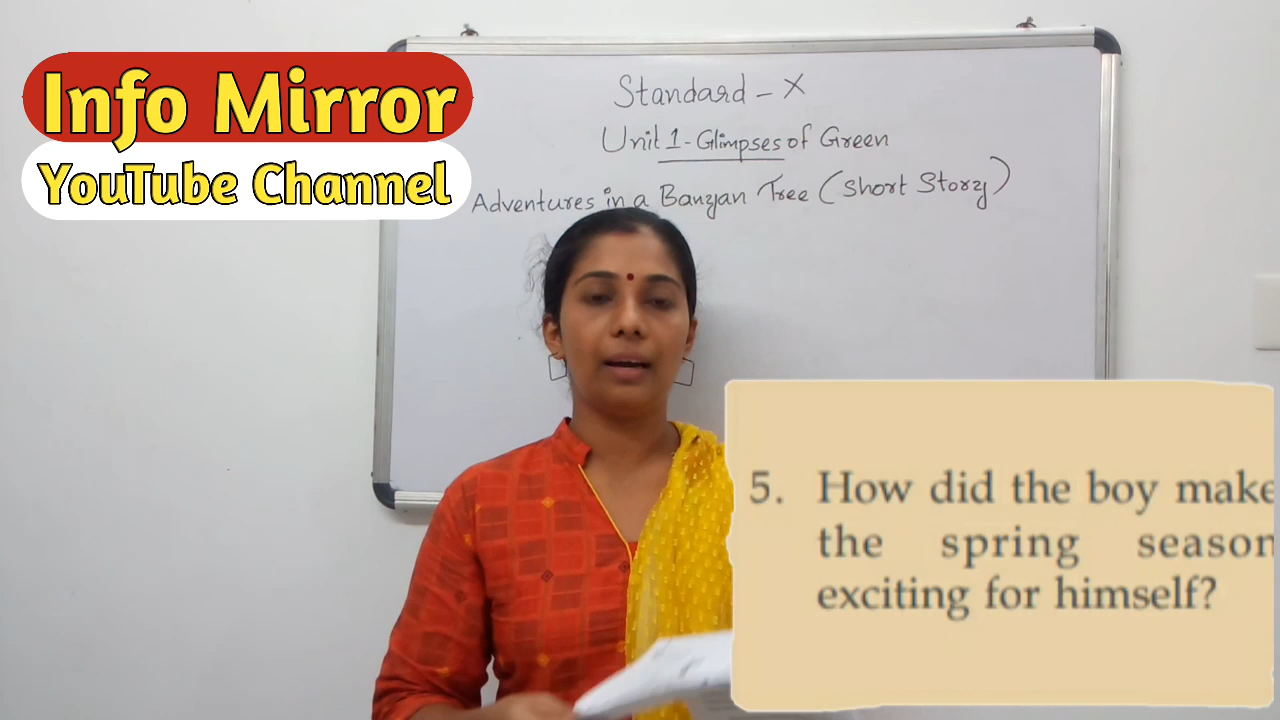 Info Mirror
YouTube Channel
Standard - X
Unit 1 - Glimpses of Green
Adventures in a Banyan Tree (Short Story)
5. How did the boy make
the spring season
exciting for himself?